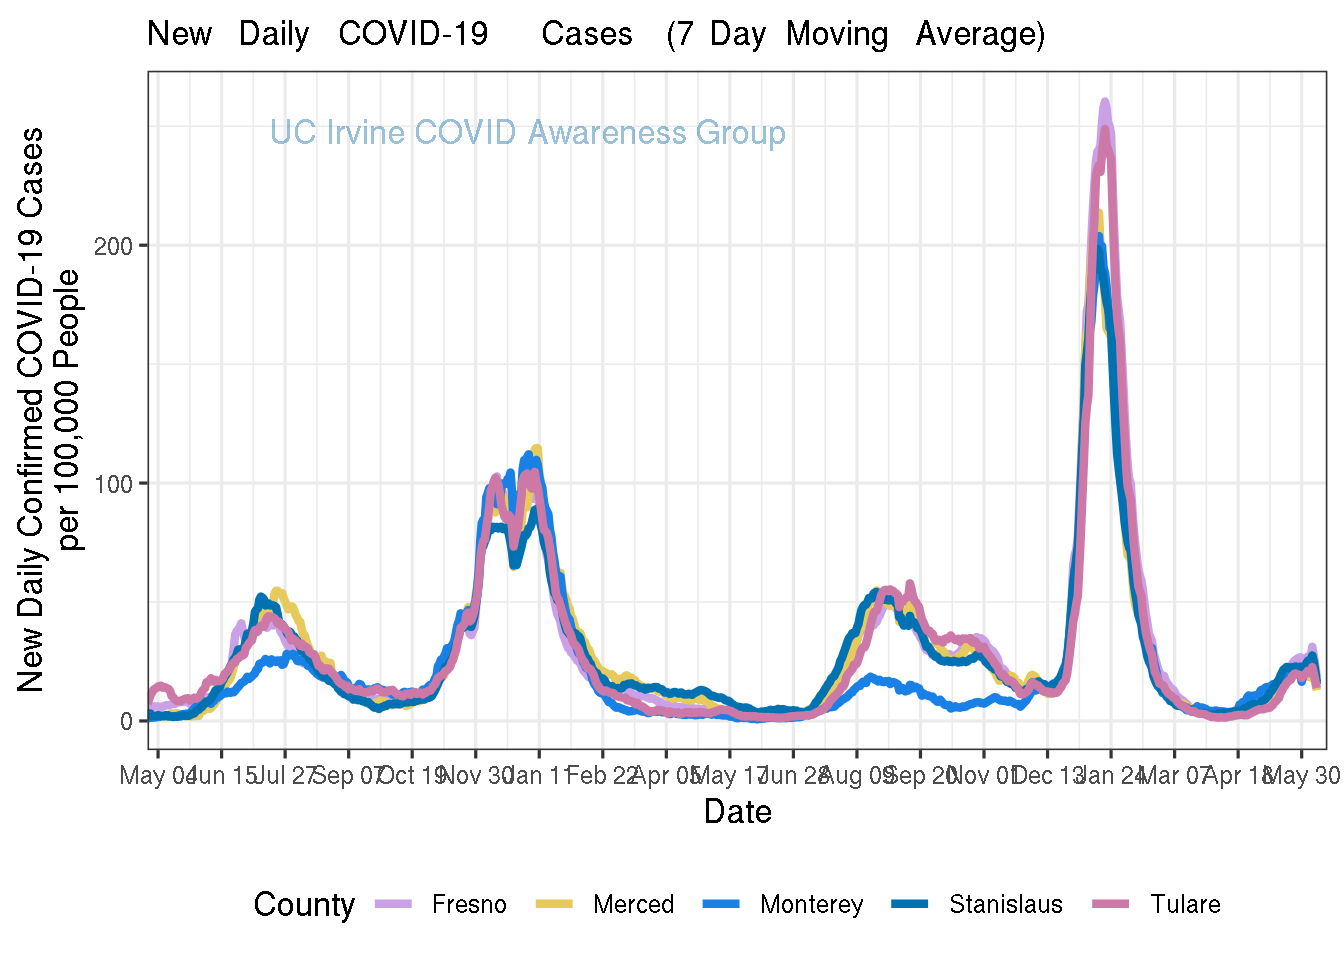 New Daily COVID-19 Cases (7 Day Moving Average)
UC Irvine COVID Awareness Group
New Daily Confirmed COVID-19 Cases
per 100,000 People
200
100
0
May 04 Jun 15 Jul 27 Sep 07 Oct 19 Nov 30 Jan 11 Feb 22 Apr 05 May 17 Jun 28 Aug 09 Sep 20 Nov 01 Dec 13 Jan 24 Mar 07 Apr 18 May 30
Date
County Fresno Merced Monterey Stanislaus Tulare